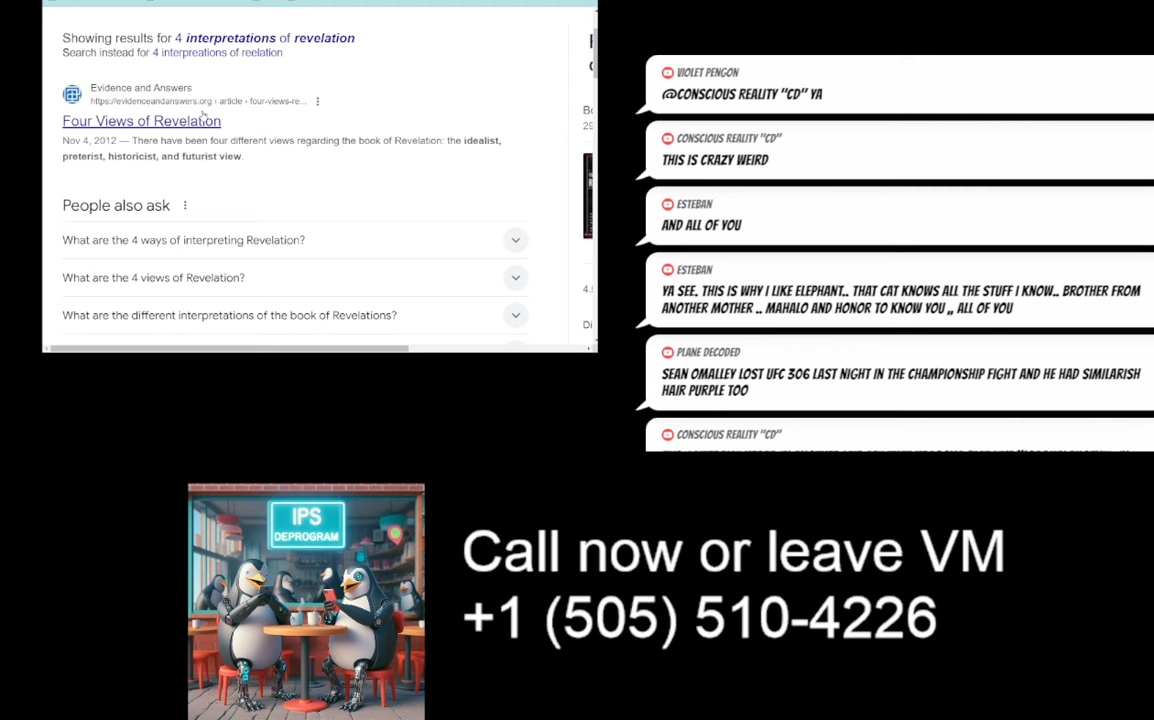 Showing results for 4 interpretations of revelation
Search instead for 4 interpreations of reelation
Evidence and Answers
https://evidenceandanswers.org › article › four-views-re...
Four Views of Revelation
Nov 4, 2012 — There have been four different views regarding the book of Revelation: the idealist,
preterist, historicist, and futurist view.
People also ask
What are the 4 ways of interpreting Revelation?
What are the 4 views of Revelation?
What are the different interpretations of the book of Revelations?
VIOLET PENGON
@CONSCIOUS REALITY "CD" YA
CONSCIOUS REALITY "CD"
THIS IS CRAZY WEIRD
ESTEBAN
AND ALL OF YOU
ESTEBAN
YA SEE. THIS IS WHY I LIKE ELEPHANT.. THAT CAT KNOWS ALL THE STUFF I KNOW.. BROTHER FROM
ANOTHER MOTHER .. MAHALO AND HONOR TO KNOW YOU ,, ALL OF YOU
PLANE DECODED
SEAN OMALLEY LOST UFC 306 LAST NIGHT IN THE CHAMPIONSHIP FIGHT AND HE HAD SIMILARISH
HAIR PURPLE TOO
CONSCIOUS REALITY "CD"
IPS
DEPROGRAM
Call now or leave VM
+1 (505) 510-4226